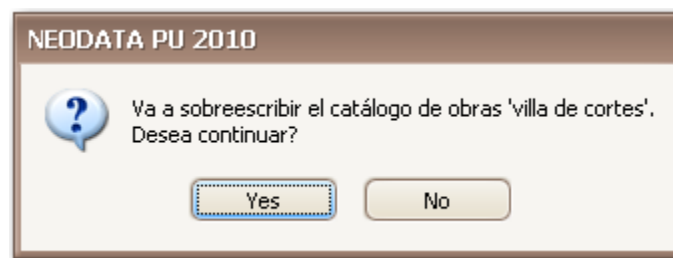 NEODATA PU 2010
Va a sobreescribir el catálogo de obras 'villa de cortes'.
Desea continuar?
Yes
No